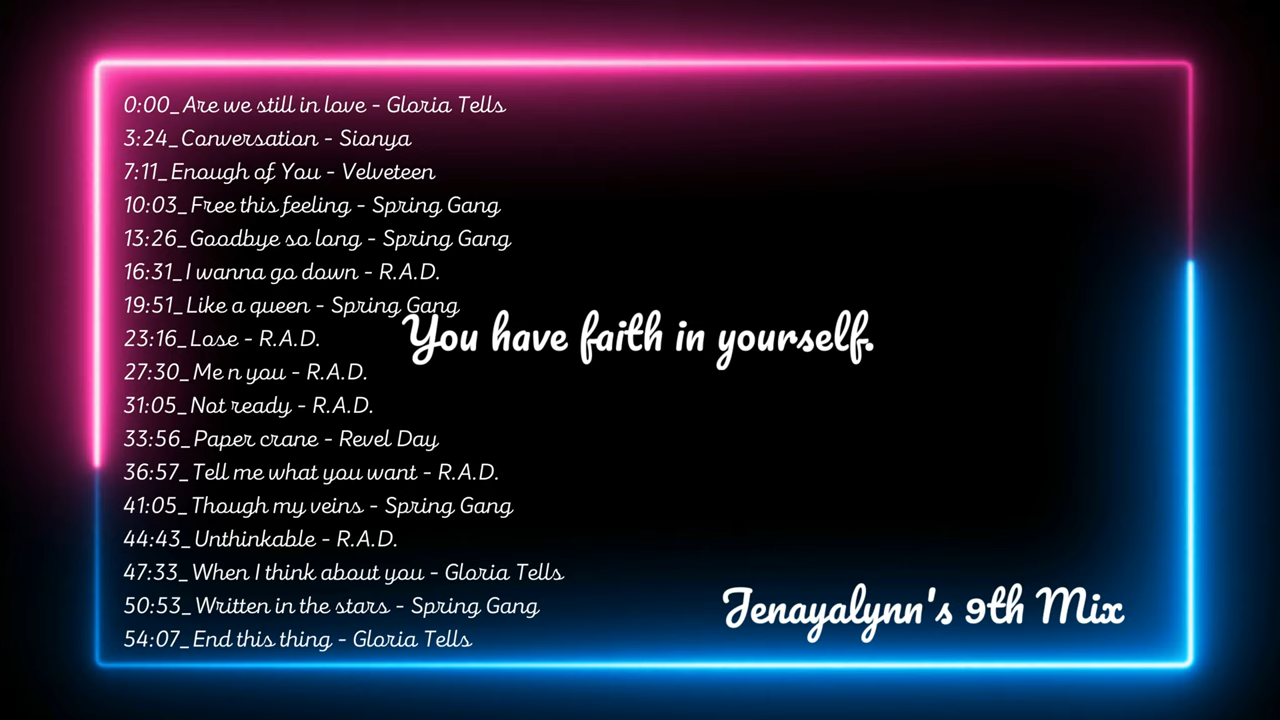 0:00_Are we still in love - Gloria Tells
3:24_Conversation - Sionya
7:11_Enough of You - Velveteen
10:03_Free this feeling - Spring Gang
13:26_Goodbye so long - Spring Gang
16:31_I wanna go down - R.A.D.
19:51_Like a queen - Spring Gang
23:16_Lose - R.A.D.
You have faith in yourself.
27:30_Me n you - R.A.D.
31:05_Not ready - R.A.D.
33:56_Paper crane - Revel Day
36:57_Tell me what you want - R.A.D.
41:05_Though my veins - Spring Gang
44:43_Unthinkable - R.A.D.
47:33_When I think about you - Gloria Tells
50:53_Written in the stars - Spring Gang
54:07_End this thing - Gloria Tells
Jenayalynn's 9th Mix